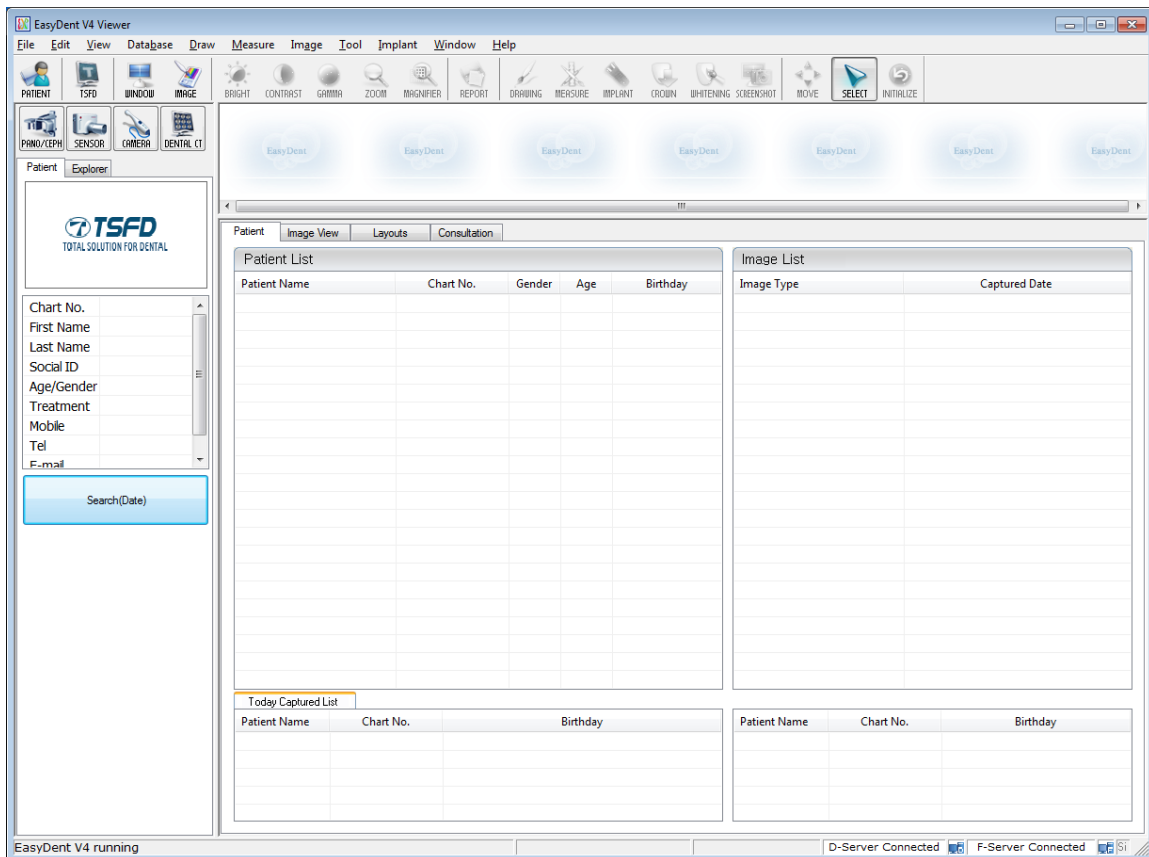 EasyDent V4 Viewer
File Edit View Database Draw Measure Image Tool Implant Window Help
PATIENT TSFD WINDOW IMAGE BRIGHT CONTRAST GAMMA ZOOM MAGNIFIER REPORT DRAWING MEASURE IMPLANT CROWN WHITENING SCREENSHOT MOVE SELECT INITIALIZE
PANO/CEPH SENSOR CAMERA DENTAL CT
EasyDent EasyDent EasyDent EasyDent EasyDent EasyDent EasyDent
Patient Explorer
TSFD
TOTAL SOLUTION FOR DENTAL
Chart No.
First Name
Last Name
Social ID
Age/Gender
Treatment
Mobile
Tel
E-mail
Search(Date)
Patient Image View Layouts Consultation
Patient List
Patient Name Chart No. Gender Age Birthday
Image List
Image Type Captured Date
Today Captured List
Patient Name Chart No. Birthday
Patient Name Chart No. Birthday
EasyDent V4 running D-Server Connected F-Server Connected Si